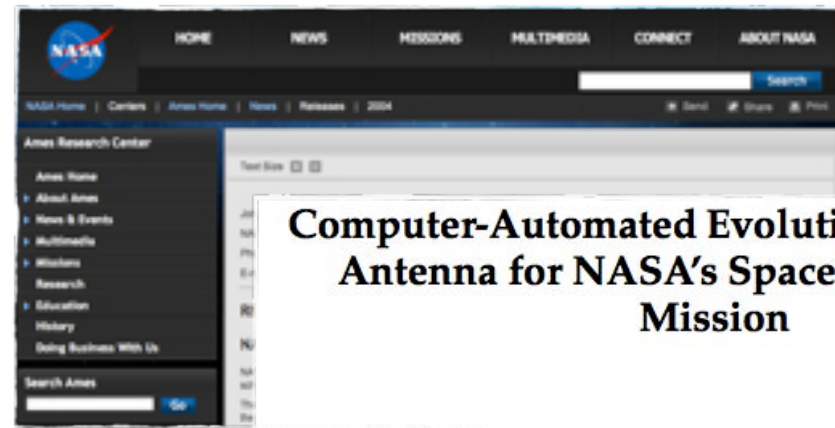 NASA
HOME NEWS MISSIONS MULTIMEDIA CONNECT ABOUT NASA
Search
NASA Home | Centers | Ames Home | News | Releases | 2004
Send Share Print
Ames Research Center
Text Size
Ames Home
About Ames
News & Events
Multimedia
Missions
Research
Education
History
Doing Business With Us
Search Ames
Go
Computer-Automated Evoluti
Antenna for NASA's Space
Mission